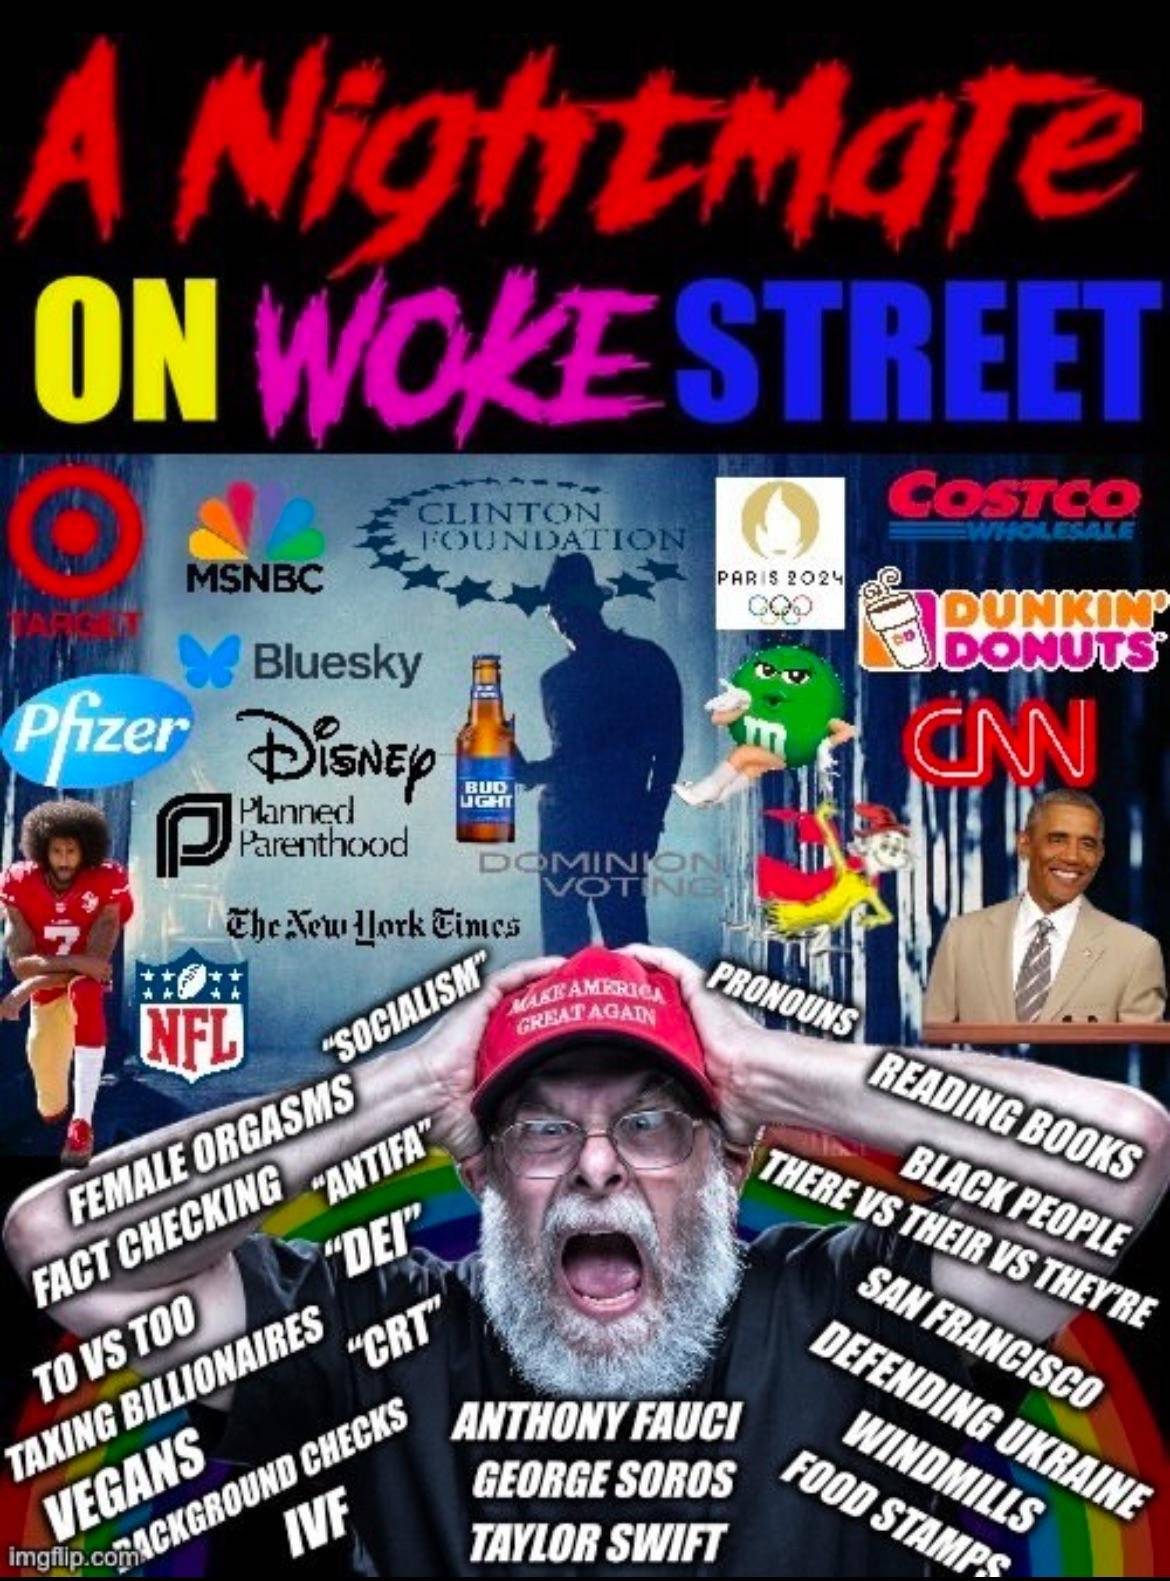 A NIGHTMARE
ON WOKE STREET
TARGET
MSNBC
CLINTON
FOUNDATION
PARIS 2024
COSTCO
WHOLESALE
DUNKIN'
DONUTS
DD
Bluesky
Pfizer
DISNEY
BUD
LIGHT
m
CNN
Planned
Parenthood
DOMINION
VOTING
7
The New York Times
NFL
MAKE AMERICA
GREAT AGAIN
"SOCIALISM"
PRONOUNS
FEMALE ORGASMS
READING BOOKS
FACT CHECKING
"ANTIFA"
BLACK PEOPLE
"DEI"
THERE VS THEIR VS THEY'RE
TO VS TOO
SAN FRANCISCO
TAXING BILLIONAIRES
"CRT"
DEFENDING UKRAINE
VEGANS
BACKGROUND CHECKS
WINDMILLS
IVF
FOOD STAMPS
ANTHONY FAUCI
GEORGE SOROS
TAYLOR SWIFT
imgflip.com